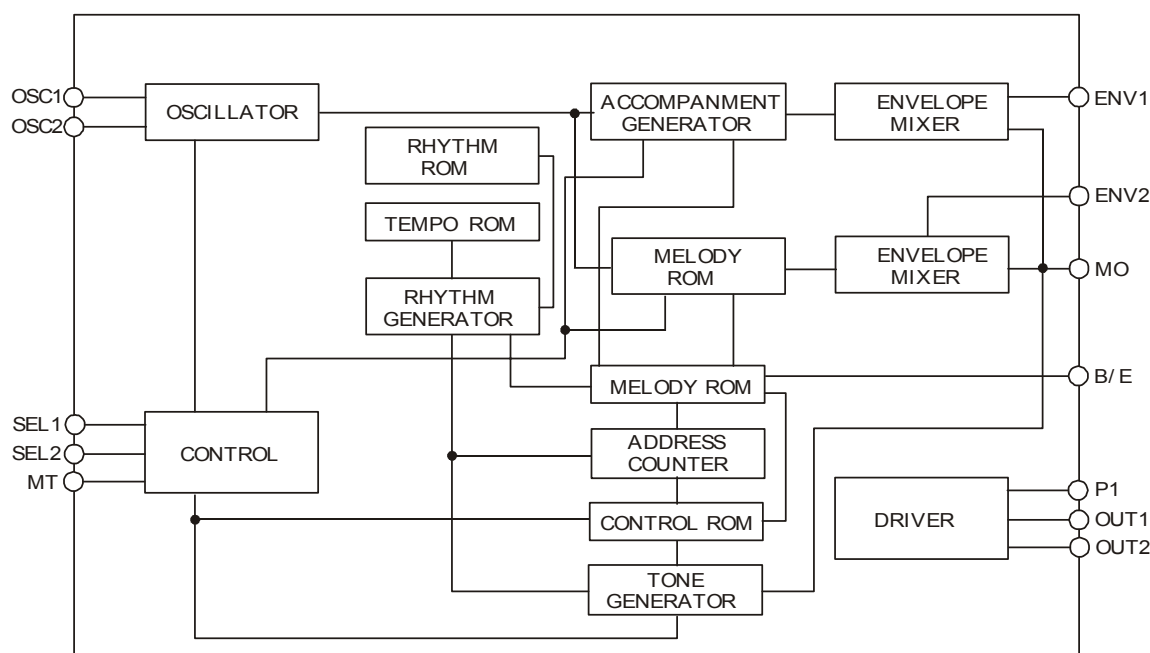 OSC1
OSC2
OSCILLATOR
ACCOMPANMENT
GENERATOR
ENVELOPE
MIXER
ENV1
RHYTHM
ROM
ENV2
TEMPO ROM
MELODY
ROM
ENVELOPE
MIXER
MO
RHYTHM
GENERATOR
MELODY ROM
B/E
SEL1
SEL2
MT
CONTROL
ADDRESS
COUNTER
CONTROL ROM
DRIVER
P1
OUT1
OUT2
TONE
GENERATOR